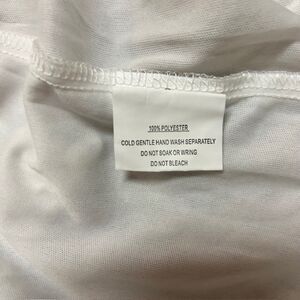 100% POLYESTER
COLD GENTLE HAND WASH SEPARATELY
DO NOT SOAK OR WRING
DO NOT BLEACH